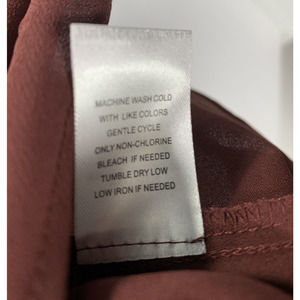 MACHINE WASH COLD
WITH LIKE COLORS
GENTLE CYCLE
ONLY NON-CHLORINE
BLEACH IF NEEDED
TUMBLE DRY LOW
LOW IRON IF NEEDED